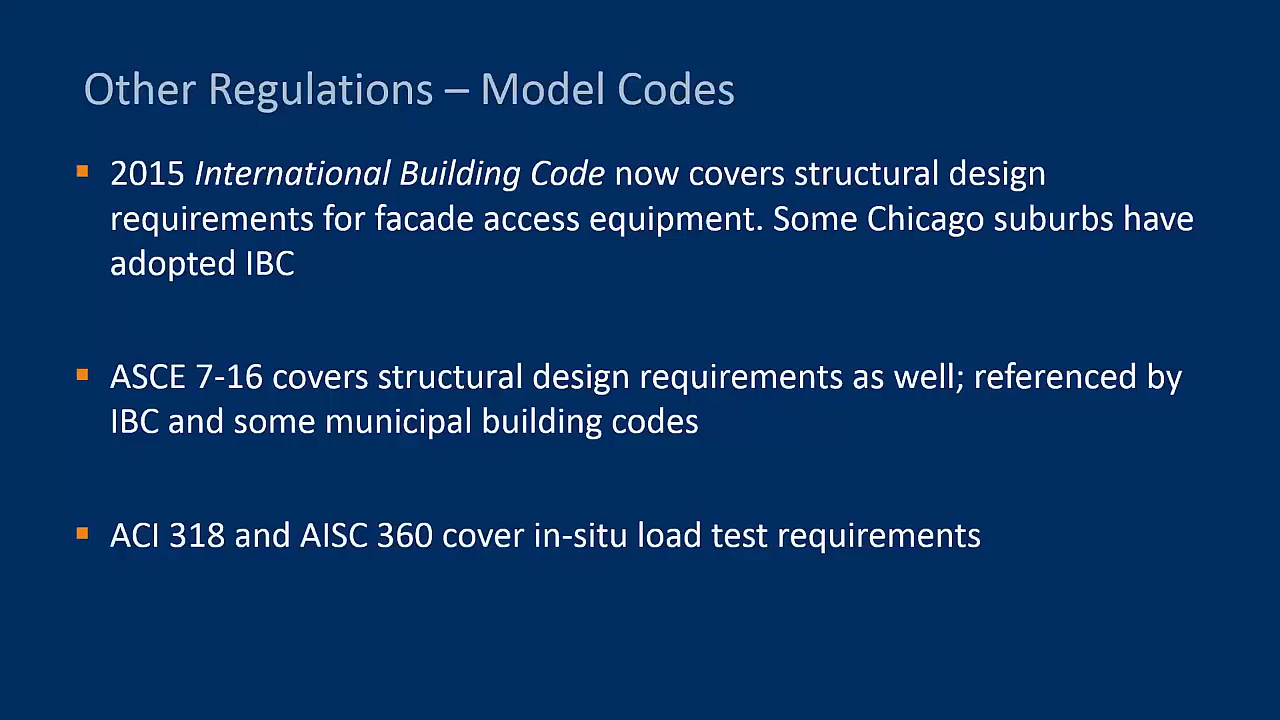 Other Regulations – Model Codes
▪ 2015 International Building Code now covers structural design
requirements for facade access equipment. Some Chicago suburbs have
adopted IBC
▪ ASCE 7-16 covers structural design requirements as well; referenced by
IBC and some municipal building codes
▪ ACI 318 and AISC 360 cover in-situ load test requirements